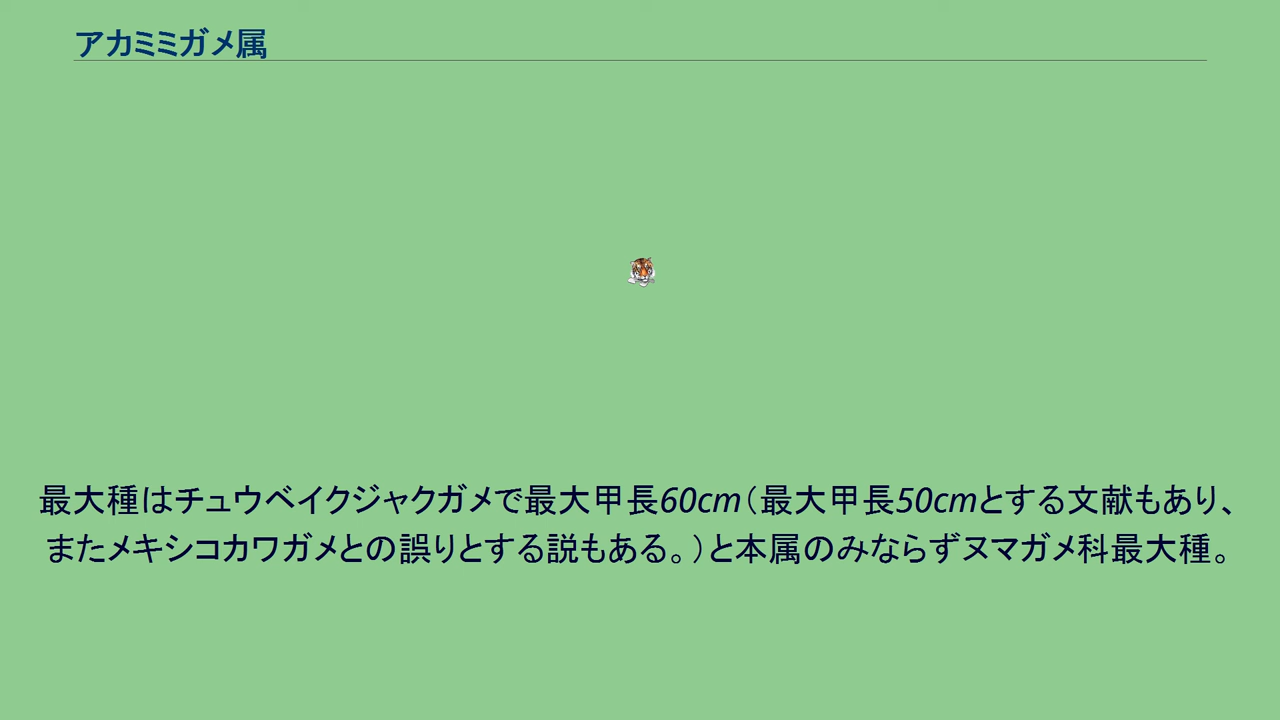 アカミミガメ属
最大種はチュウベイクジャクガメで最大甲長60cm（最大甲長50cmとする文献もあり、
またメキシコカワガメとの誤りとする説もある。）と本属のみならずヌマガメ科最大種。